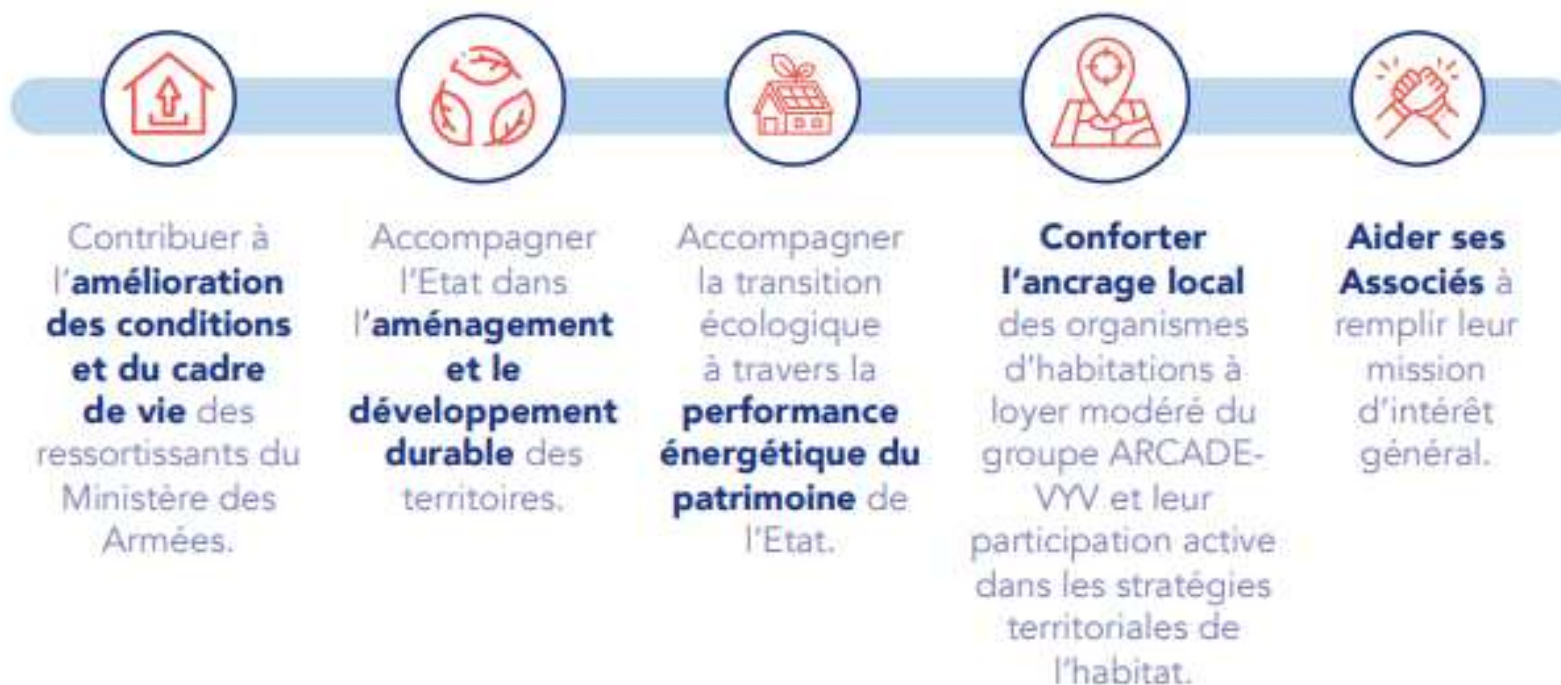 Contribuer à
l'amélioration
des conditions
et du cadre
de vie des
ressortissants du
Ministère des
Armées.
Accompagner
l'Etat dans
l'aménagement
et le
développement
durable des
territoires.
Accompagner
la transition
écologique
à travers la
performance
énergétique du
patrimoine de
l'Etat.
Conforter
l'ancrage local
des organismes
d'habitations à
loyer modéré du
groupe ARCADE-
VYV et leur
participation active
dans les stratégies
territoriales de
l'habitat.
Aider ses
Associés à
remplir leur
mission
d'intérêt
général.